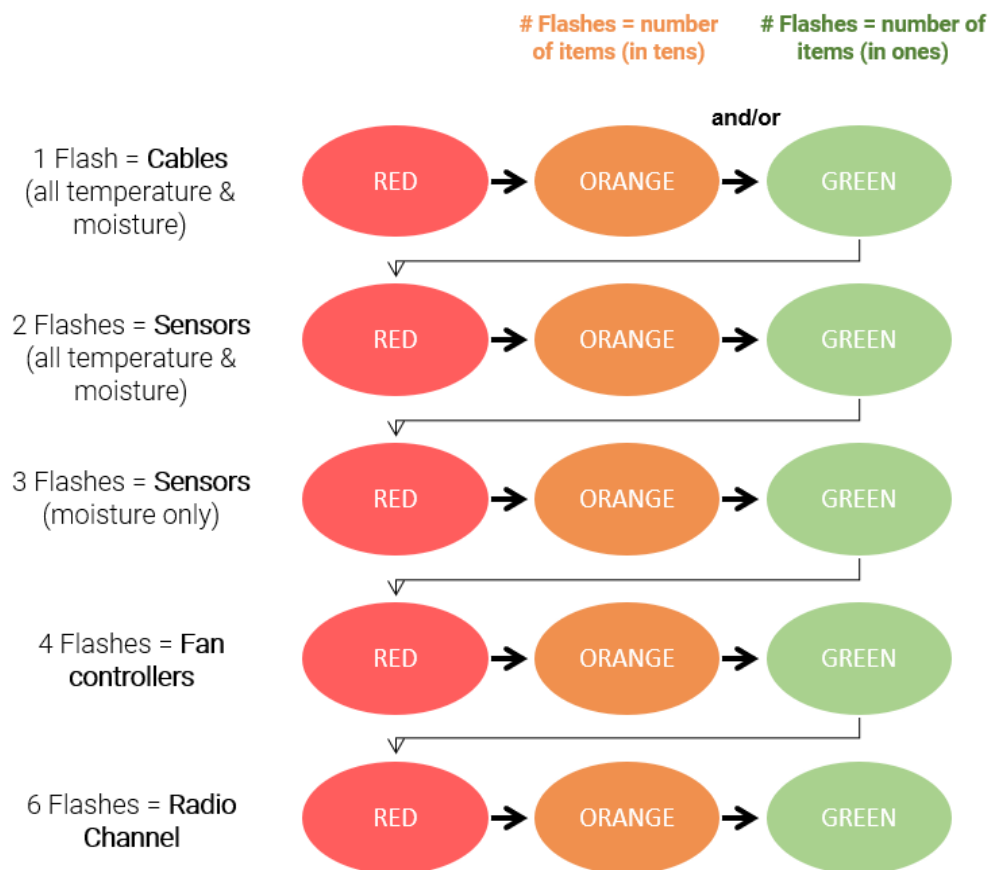 # Flashes = number
of items (in tens)
# Flashes = number of
items (in ones)
and/or
1 Flash = Cables
(all temperature &
moisture)
RED
ORANGE
GREEN
2 Flashes = Sensors
(all temperature &
moisture)
RED
ORANGE
GREEN
3 Flashes = Sensors
(moisture only)
RED
ORANGE
GREEN
4 Flashes = Fan
controllers
RED
ORANGE
GREEN
6 Flashes = Radio
Channel
RED
ORANGE
GREEN